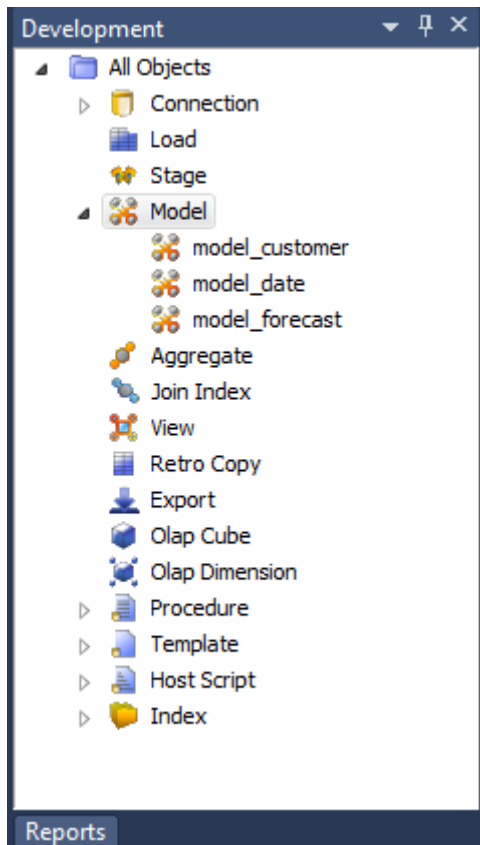 Development
All Objects
Connection
Load
Stage
Model
model_customer
model_date
model_forecast
Aggregate
Join Index
View
Retro Copy
Export
Olap Cube
Olap Dimension
Procedure
Template
Host Script
Index
Reports